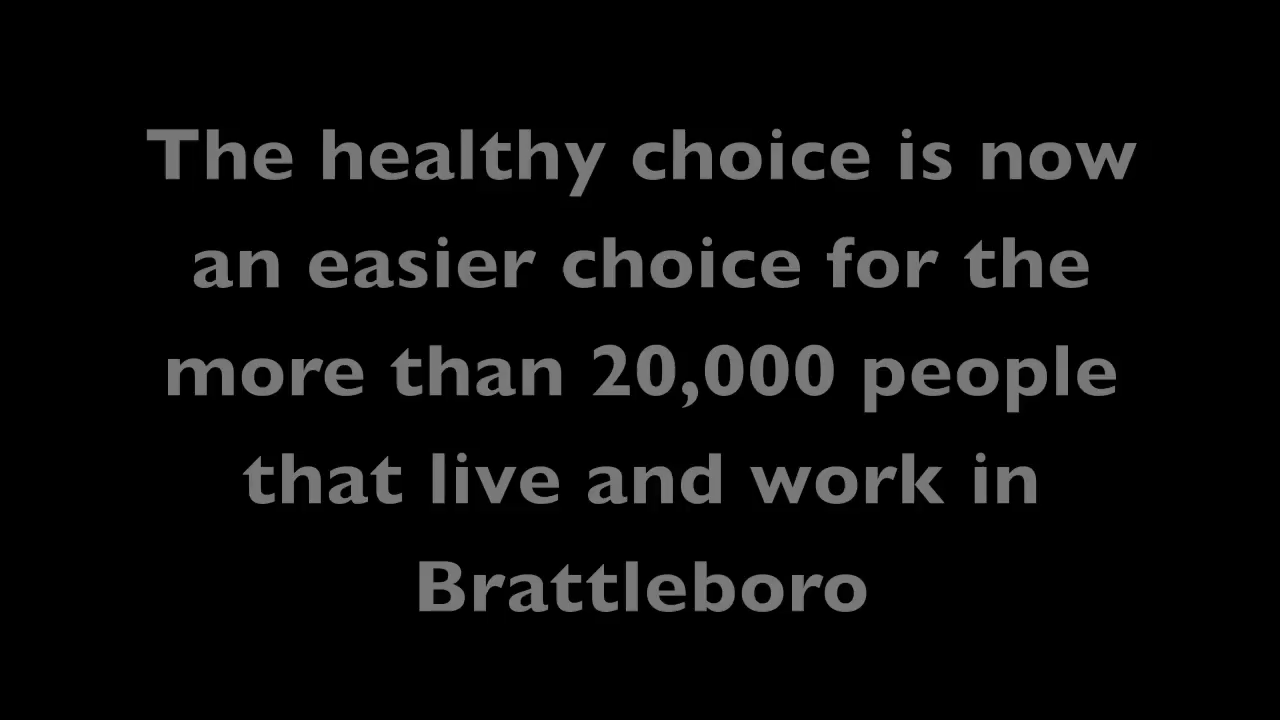 The healthy choice is now
an easier choice for the
more than 20,000 people
that live and work in
Brattleboro